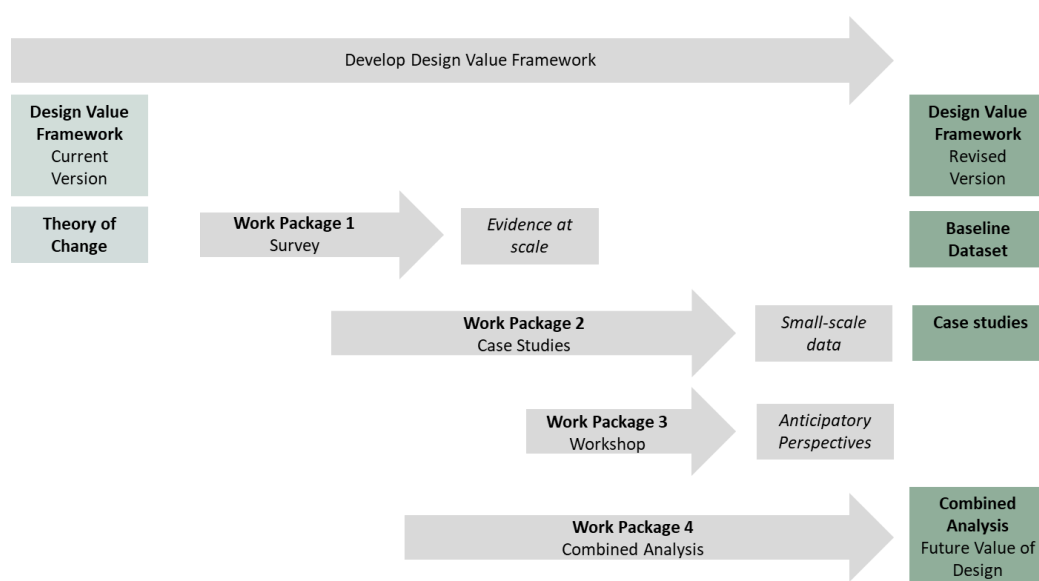 Develop Design Value Framework
Design Value
Framework
Current
Version
Design Value
Framework
Revised
Version
Theory of
Change
Work Package 1
Survey
Evidence at
scale
Baseline
Dataset
Work Package 2
Case Studies
Small-scale
data
Case studies
Work Package 3
Workshop
Anticipatory
Perspectives
Work Package 4
Combined Analysis
Combined
Analysis
Future Value of
Design